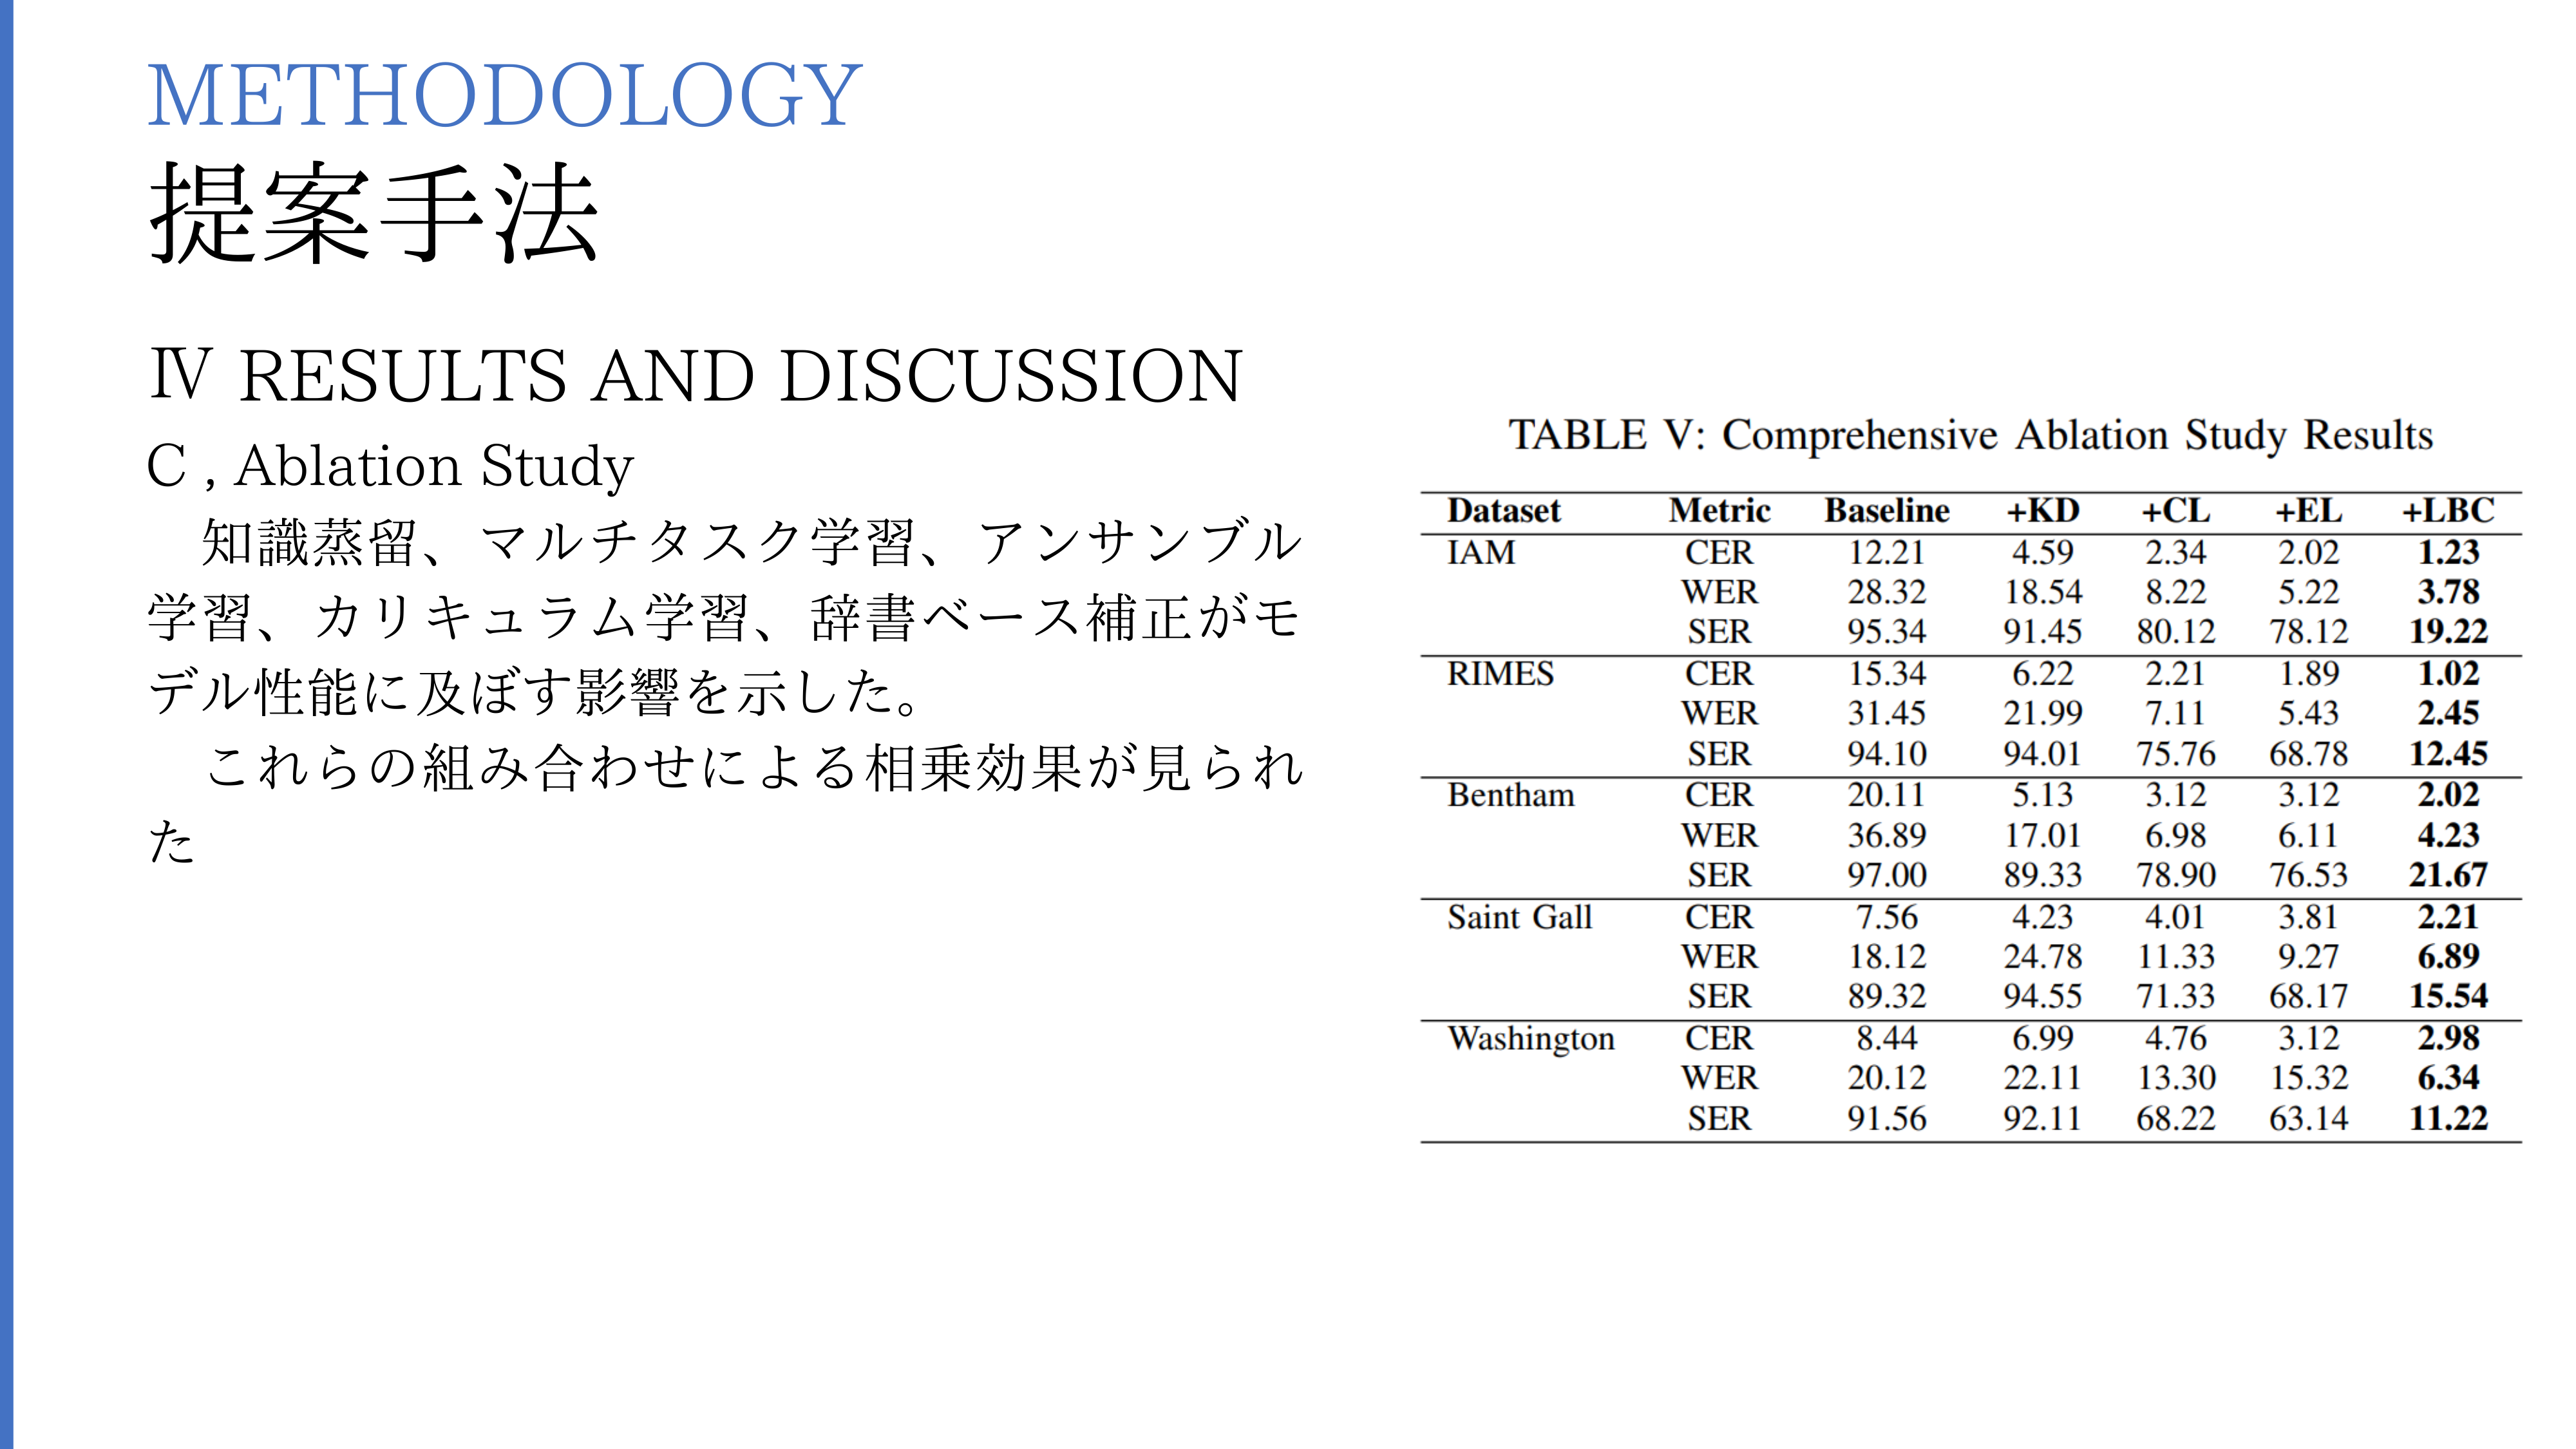 METHODOLOGY
提案手法
Ⅳ RESULTS AND DISCUSSION
C , Ablation Study
　知識蒸留、マルチタスク学習、アンサンブル
学習、カリキュラム学習、辞書ベース補正がモ
デル性能に及ぼす影響を示した。
　これらの組み合わせによる相乗効果が見られ
た
TABLE V: Comprehensive Ablation Study Results
Dataset Metric Baseline +KD +CL +EL +LBC
IAM CER 12.21 4.59 2.34 2.02 1.23
WER 28.32 18.54 8.22 5.22 3.78
SER 95.34 91.45 80.12 78.12 19.22
RIMES CER 15.34 6.22 2.21 1.89 1.02
WER 31.45 21.99 7.11 5.43 2.45
SER 94.10 94.01 75.76 68.78 12.45
Bentham CER 20.11 5.13 3.12 3.12 2.02
WER 36.89 17.01 6.98 6.11 4.23
SER 97.00 89.33 78.90 76.53 21.67
Saint Gall CER 7.56 4.23 4.01 3.81 2.21
WER 18.12 24.78 11.33 9.27 6.89
SER 89.32 94.55 71.33 68.17 15.54
Washington CER 8.44 6.99 4.76 3.12 2.98
WER 20.12 22.11 13.30 15.32 6.34
SER 91.56 92.11 68.22 63.14 11.22